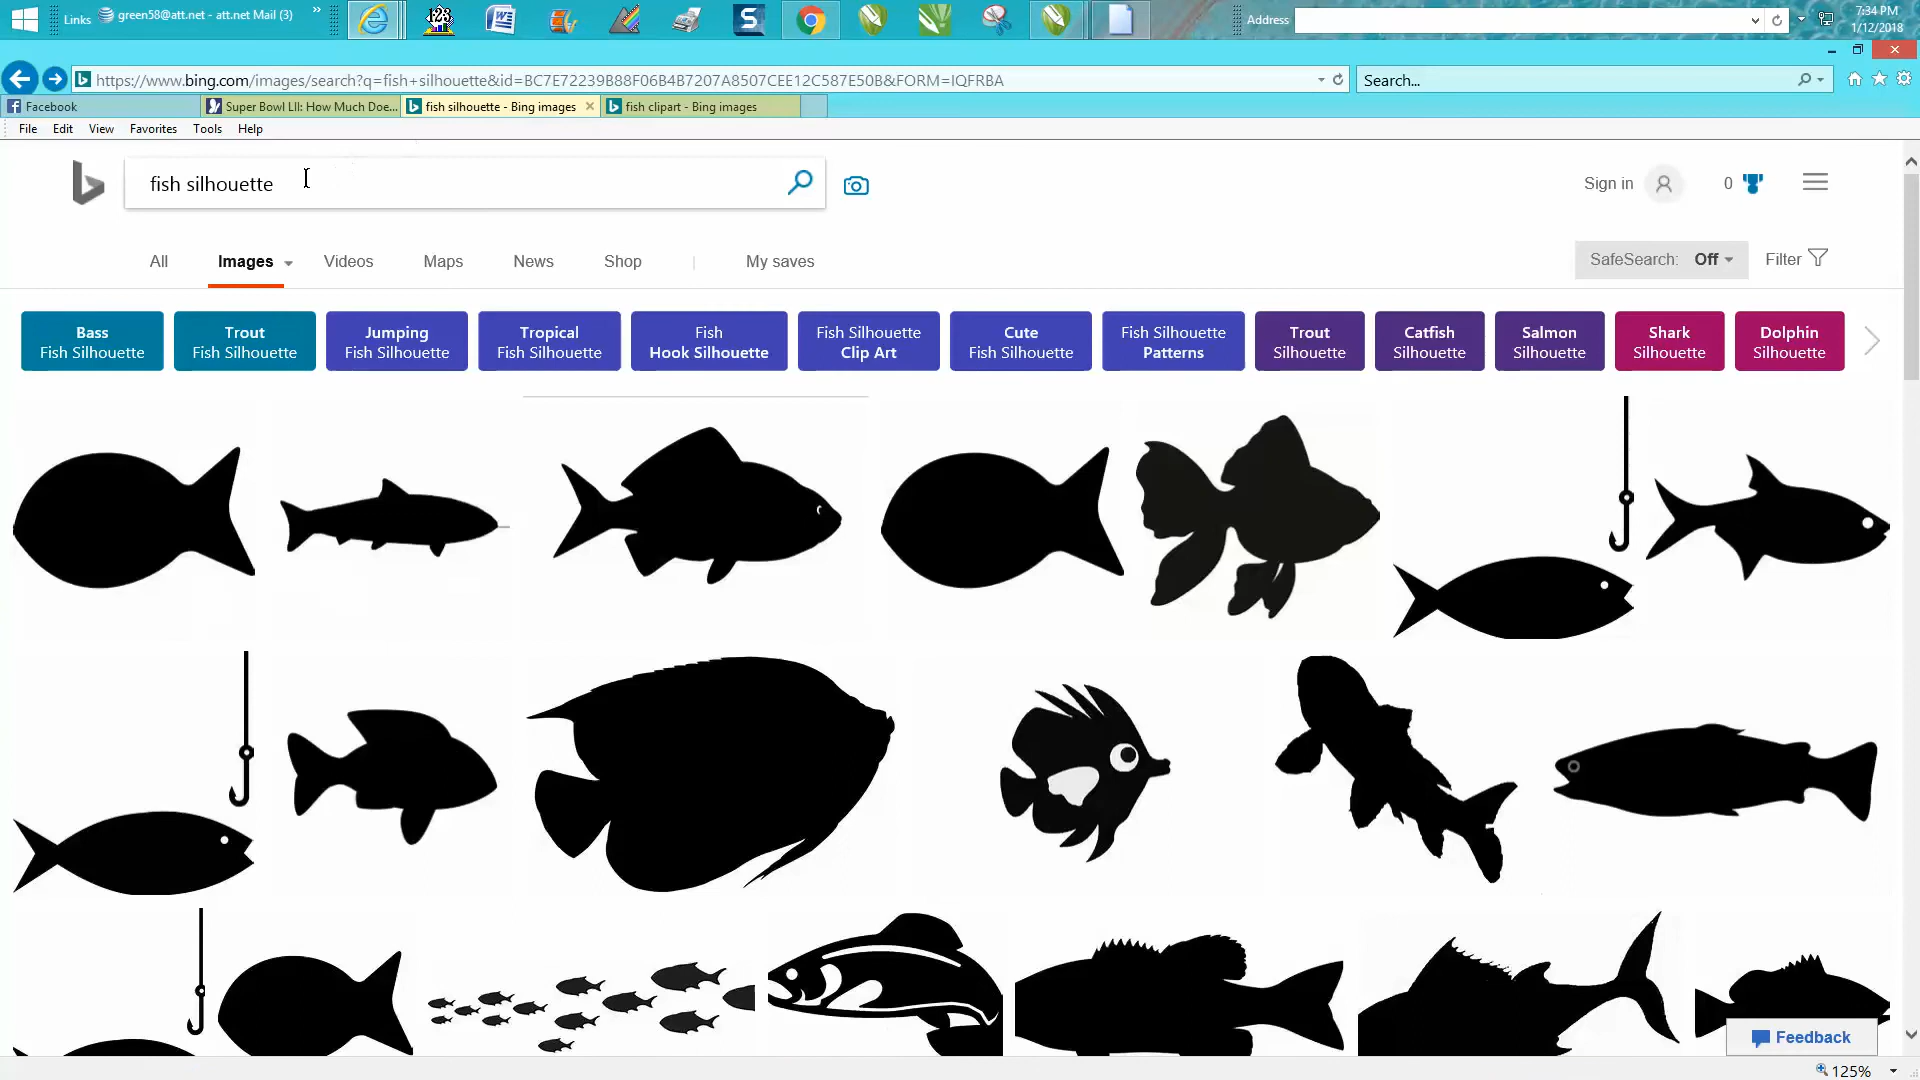 Links
green58@att.net - att.net Mail (3)
»
Address
7:34 PM
1/12/2018
https://www.bing.com/images/search?q=fish+silhouette&id=BC7E72239B88F06B4B7207A8507CEE12C587E50B&FORM=IQFRBA
Search...
Facebook
Super Bowl LII: How Much Doe...
fish silhouette - Bing images
fish clipart - Bing images
File Edit View Favorites Tools Help
fish silhouette
Sign in
0
All Images Videos Maps News Shop | My saves
SafeSearch: Off
Filter
Bass
Fish Silhouette
Trout
Fish Silhouette
Jumping
Fish Silhouette
Tropical
Fish Silhouette
Fish
Hook Silhouette
Fish Silhouette
Clip Art
Cute
Fish Silhouette
Fish Silhouette
Patterns
Trout
Silhouette
Catfish
Silhouette
Salmon
Silhouette
Shark
Silhouette
Dolphin
Silhouette
Feedback
125%